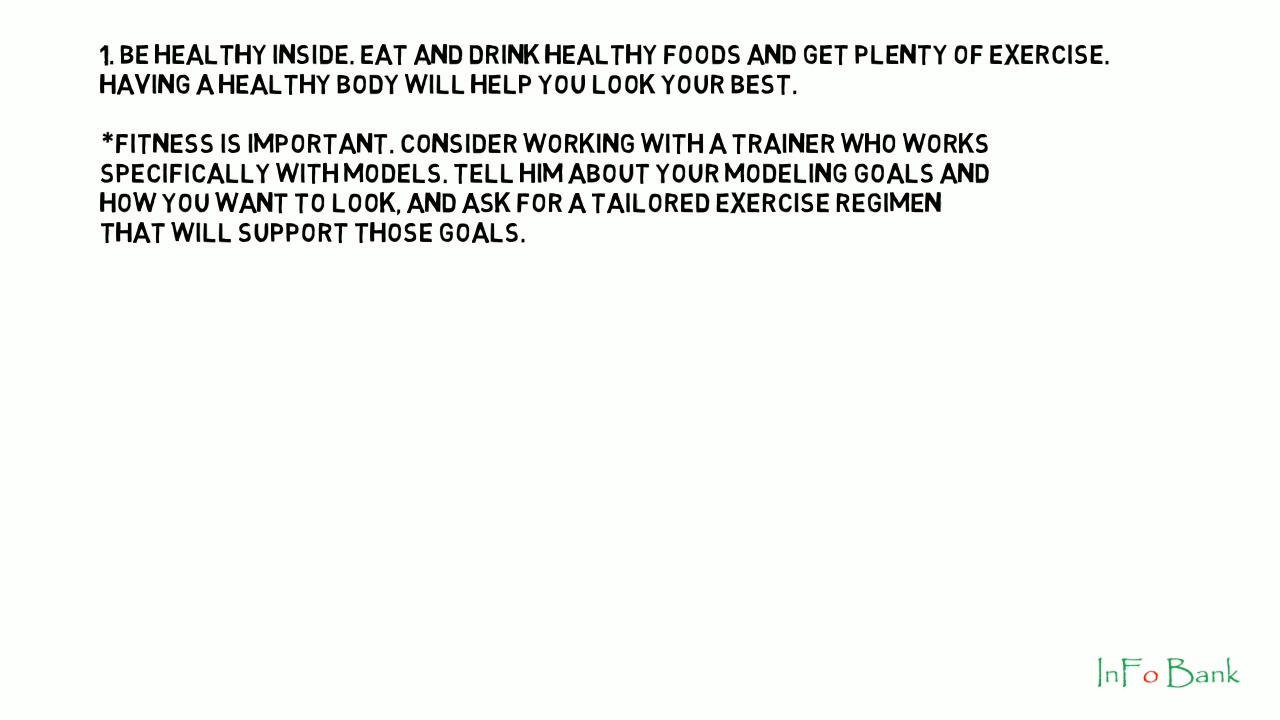 1. BE HEALTHY INSIDE. EAT AND DRINK HEALTHY FOODS AND GET PLENTY OF EXERCISE.
HAVING A HEALTHY BODY WILL HELP YOU LOOK YOUR BEST.
*FITNESS IS IMPORTANT. CONSIDER WORKING WITH A TRAINER WHO WORKS
SPECIFICALLY WITH MODELS. TELL HIM ABOUT YOUR MODELING GOALS AND
HOW YOU WANT TO LOOK, AND ASK FOR A TAILORED EXERCISE REGIMEN
THAT WILL SUPPORT THOSE GOALS.
InFo Bank